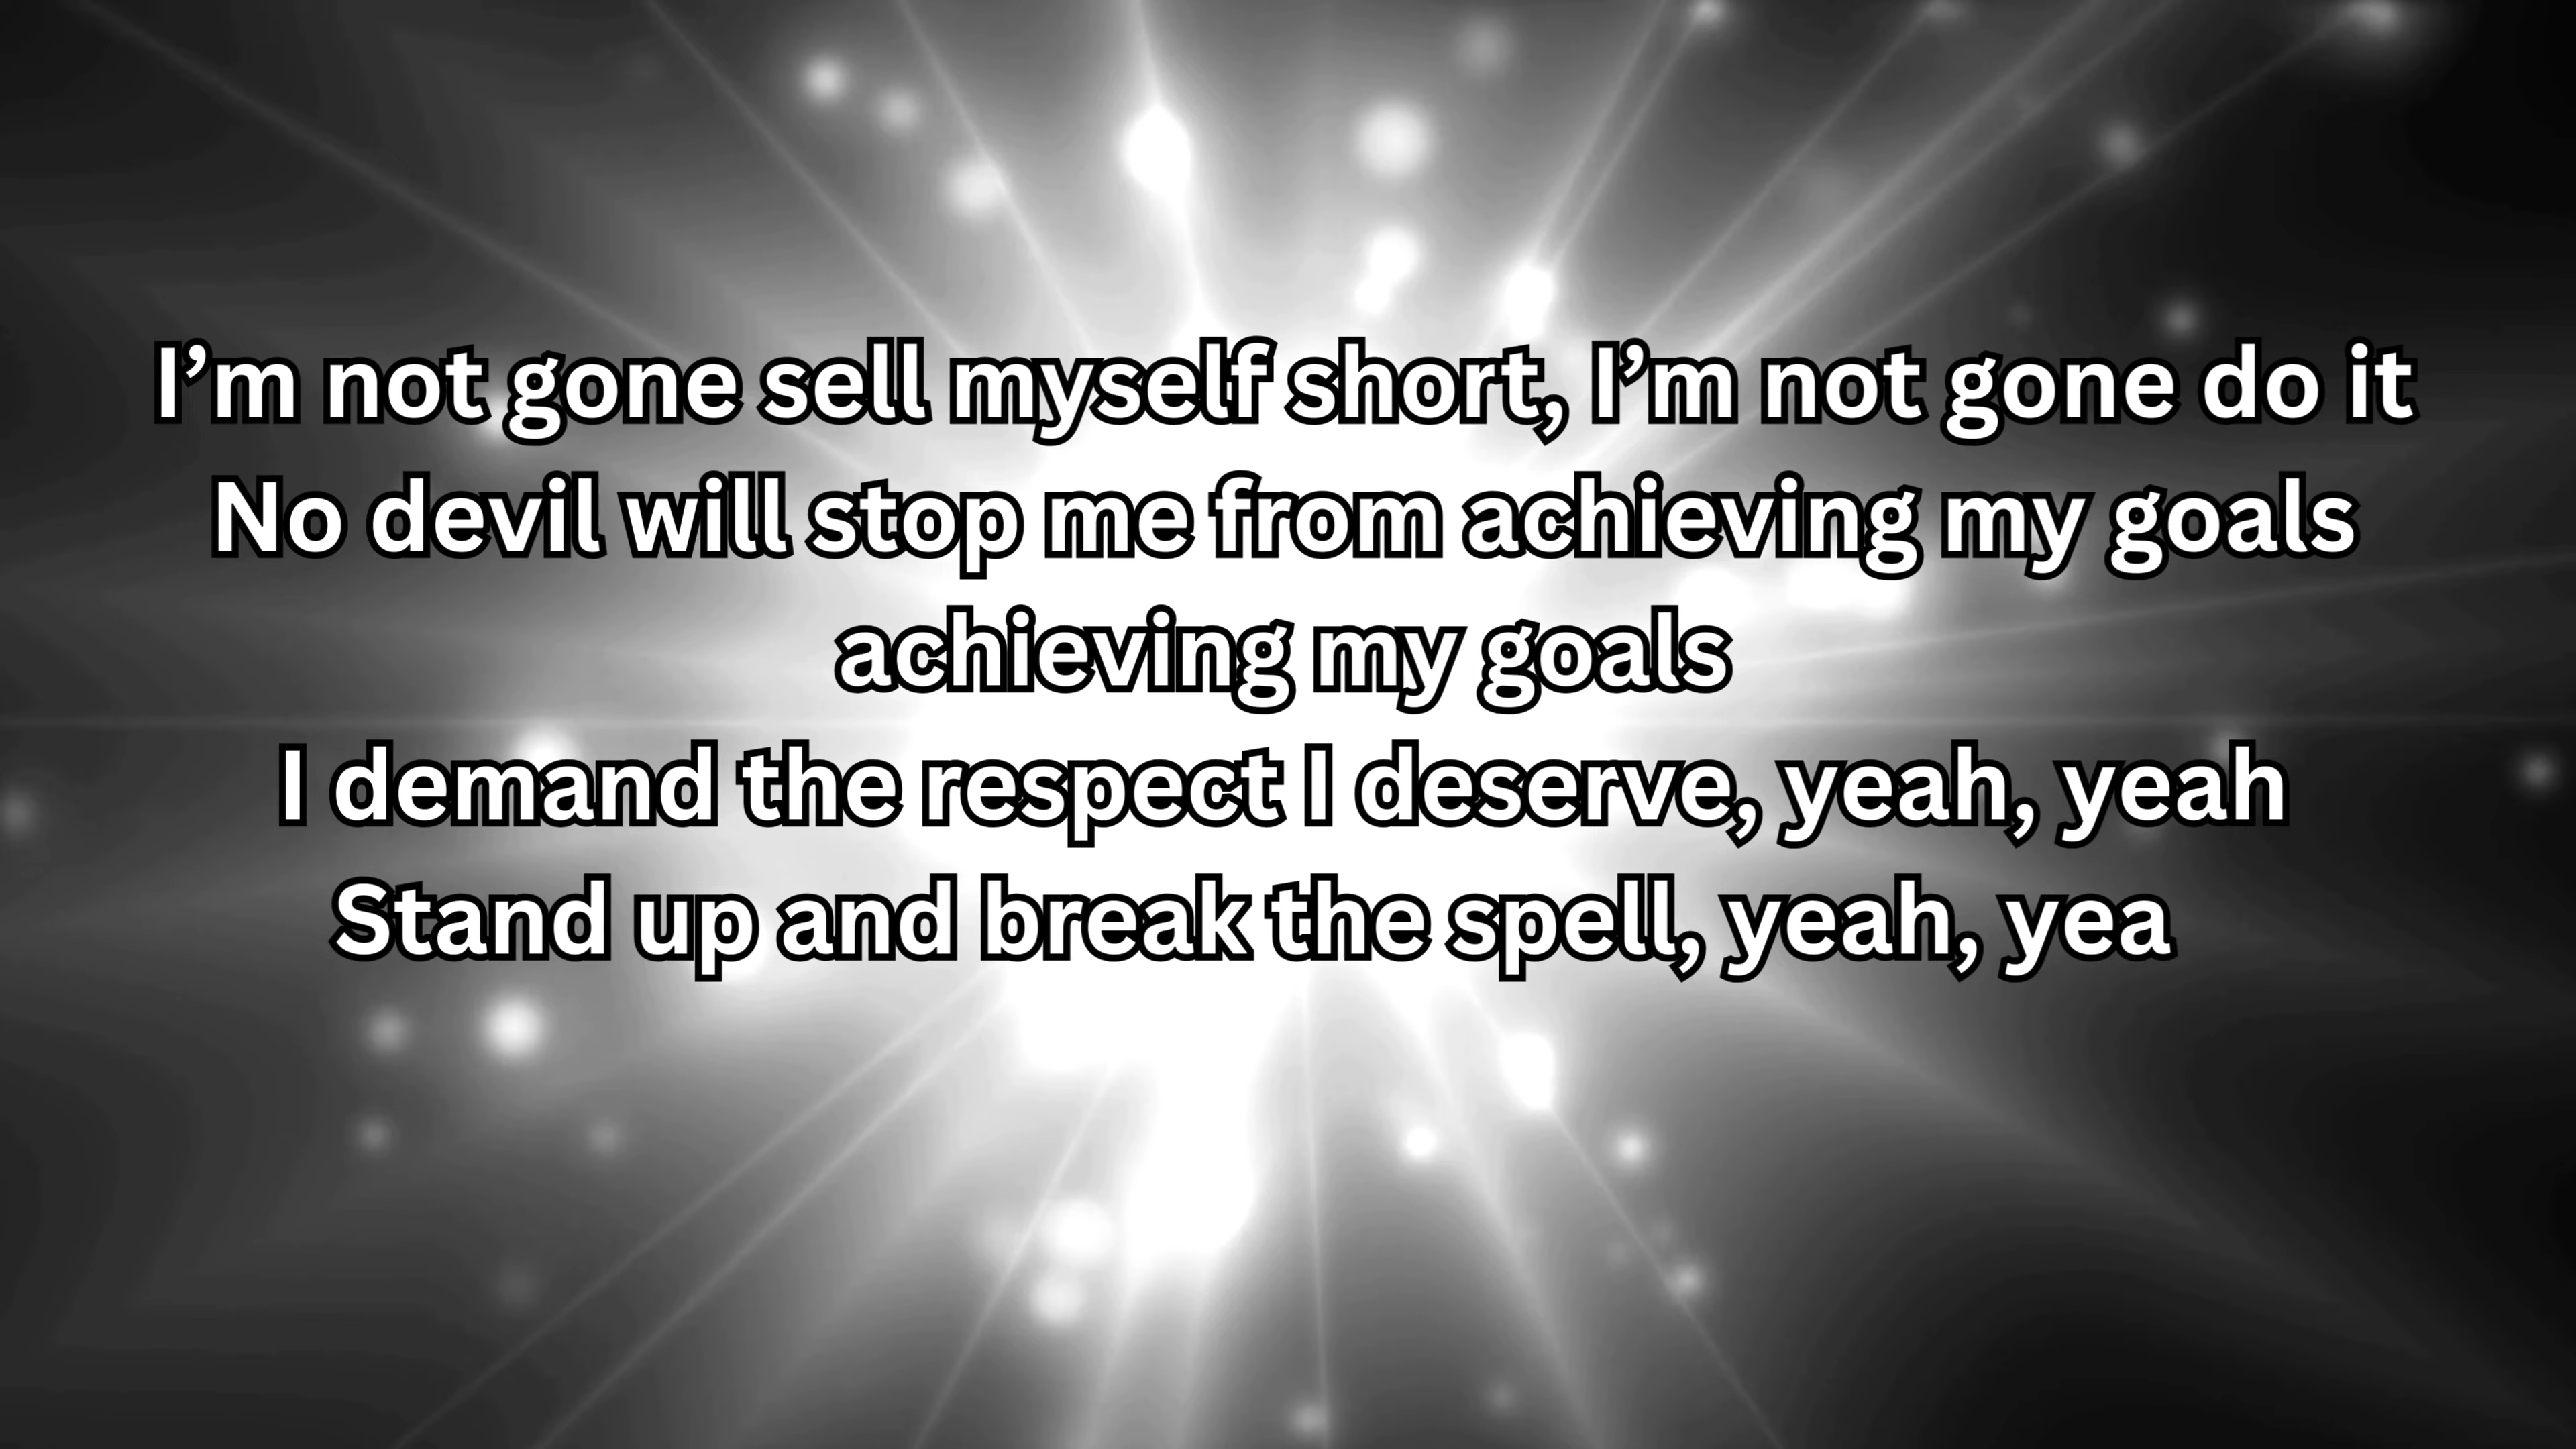 I’m not gone sell myself short, I’m not gone do it
No devil will stop me from achieving my goals
achieving my goals
I demand the respect I deserve, yeah, yeah
Stand up and break the spell, yeah, yea